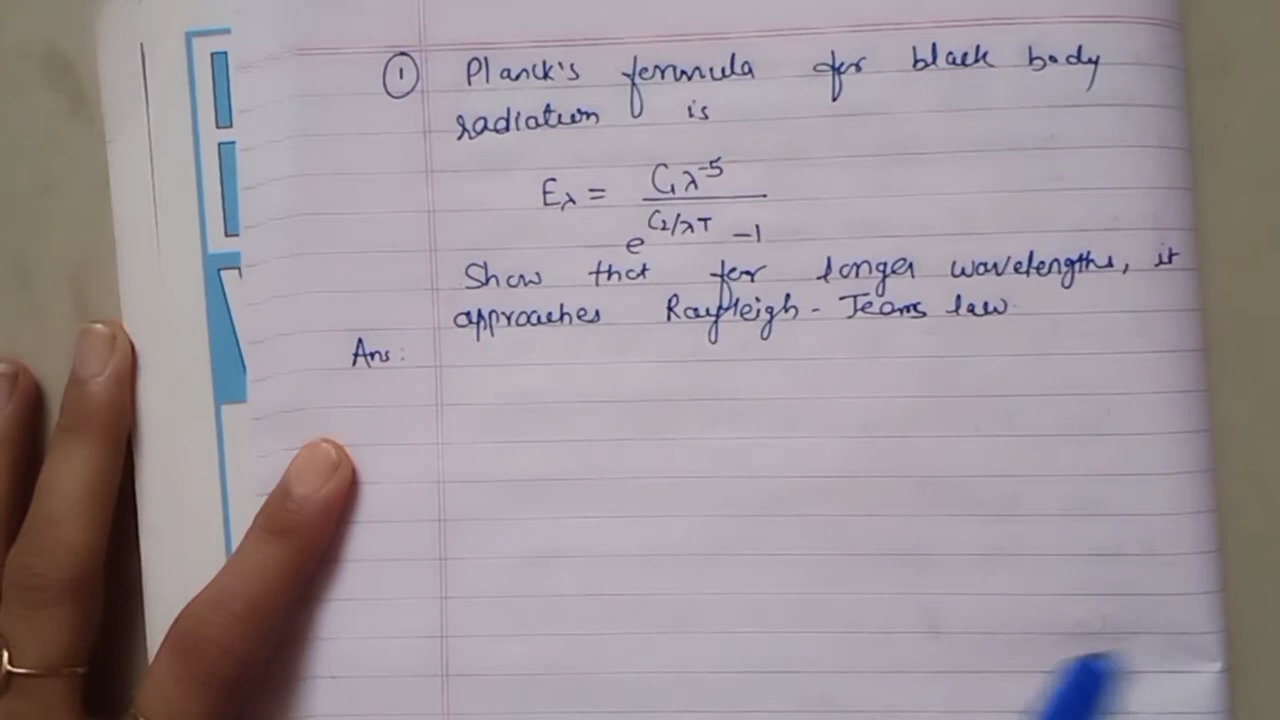 ① Planck's formula for black body
radiation is
Eλ = C₁λ⁻⁵ / e^(C₂/λT) - 1
Show that for longer wavelengths, it
approaches Rayleigh - Jeans law.
Ans: